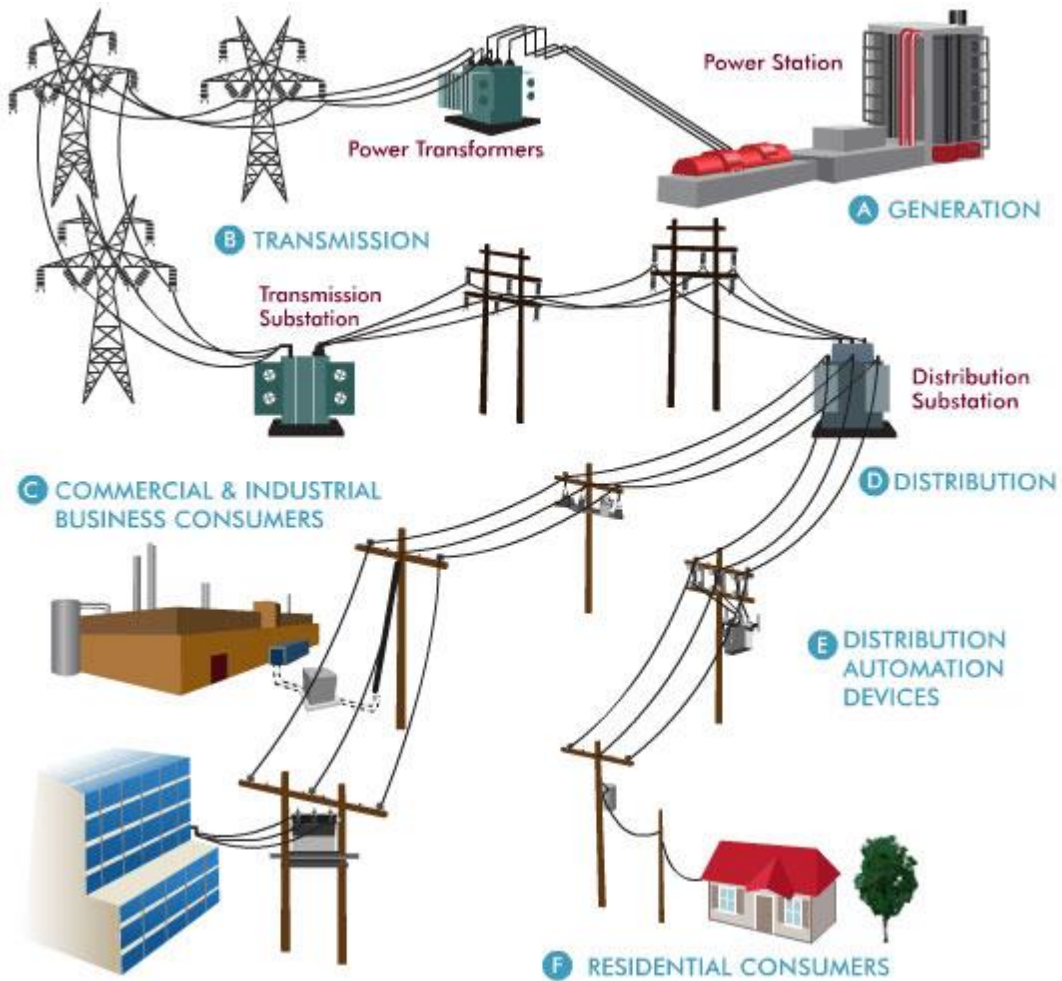 Power Station
Power Transformers
A GENERATION
B TRANSMISSION
Transmission
Substation
Distribution
Substation
C COMMERCIAL & INDUSTRIAL
BUSINESS CONSUMERS
D DISTRIBUTION
E DISTRIBUTION
AUTOMATION
DEVICES
F RESIDENTIAL CONSUMERS